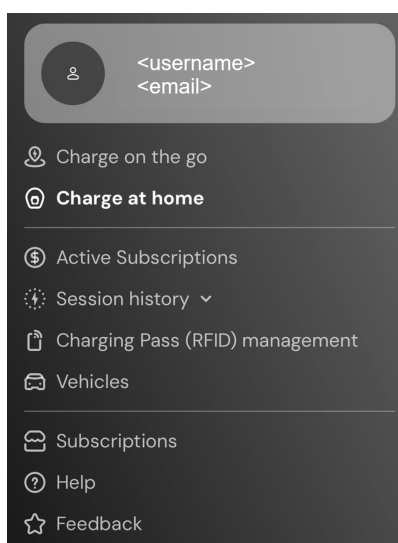 <username>
<email>
Charge on the go
Charge at home
Active Subscriptions
Session history
Charging Pass (RFID) management
Vehicles
Subscriptions
Help
Feedback